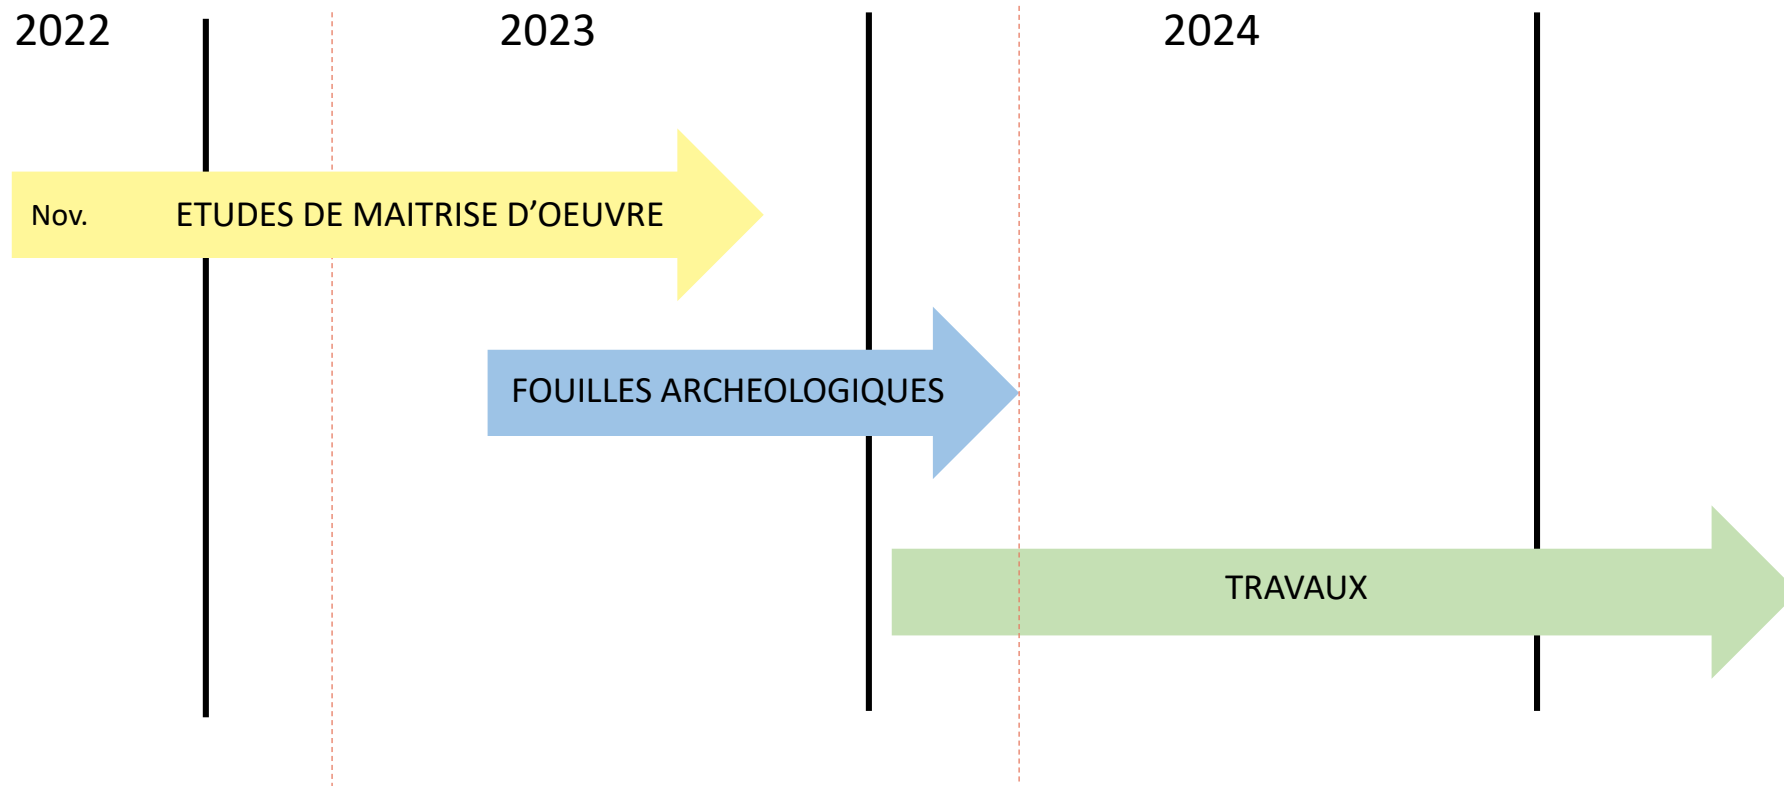 2022
2023
2024
Nov.
ETUDES DE MAITRISE D’OEUVRE
FOUILLES ARCHEOLOGIQUES
TRAVAUX